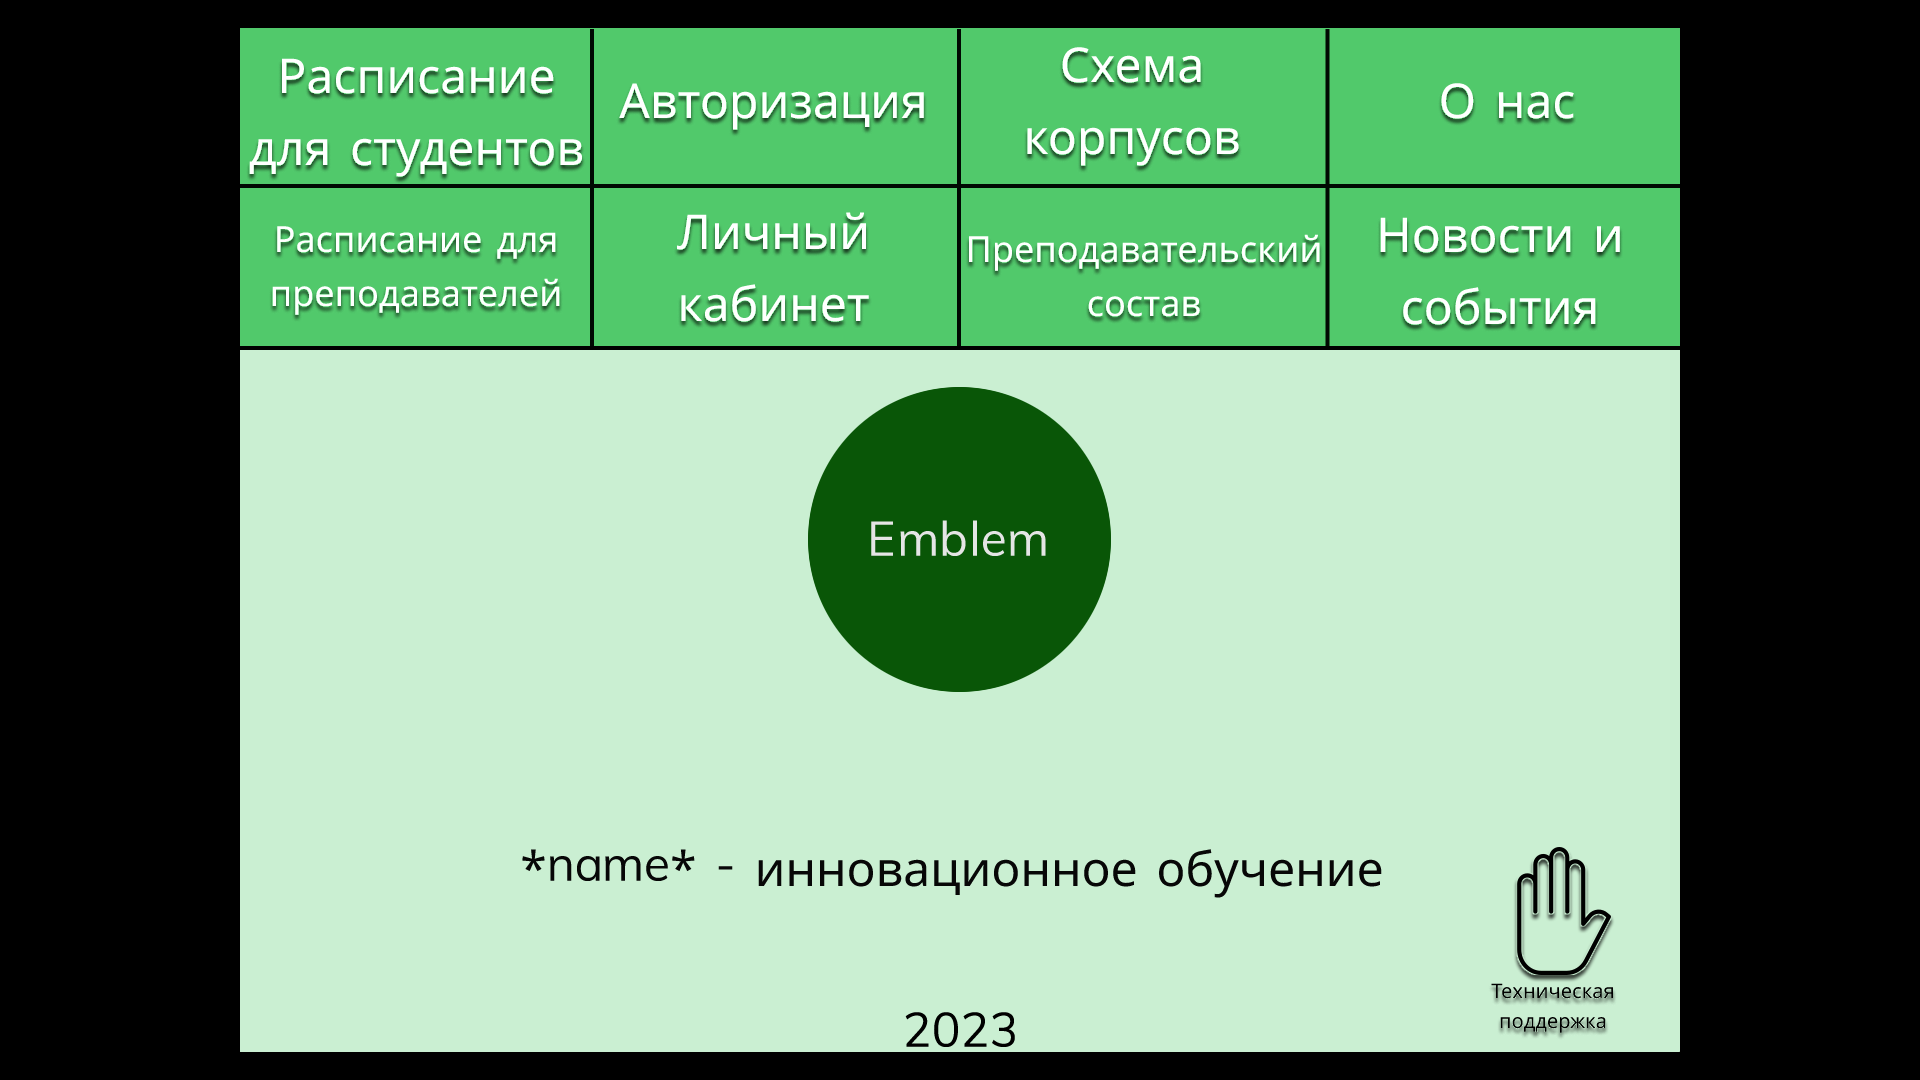 Расписание
для студентов
Авторизация
Схема
корпусов
О нас
Расписание для
преподавателей
Личный
кабинет
Преподавательский
состав
Новости и
события
Emblem
*name* - инновационное обучение
Техническая
поддержка
2023